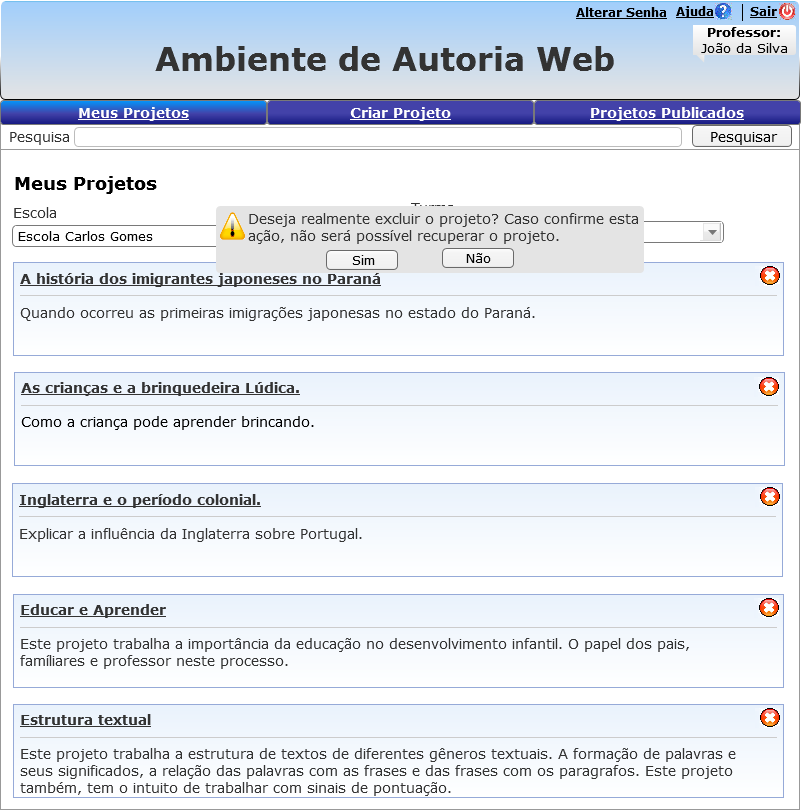 Alterar Senha Ajuda Sair
Professor:
João da Silva
Ambiente de Autoria Web
Meus Projetos Criar Projeto Projetos Publicados
Pesquisa Pesquisar
Meus Projetos
Escola Turma
Escola Carlos Gomes
Deseja realmente excluir o projeto? Caso confirme esta
ação, não será possível recuperar o projeto.
Sim Não
A história dos imigrantes japoneses no Paraná
Quando ocorreu as primeiras imigrações japonesas no estado do Paraná.
As crianças e a brinquedeira Lúdica.
Como a criança pode aprender brincando.
Inglaterra e o período colonial.
Explicar a influência da Inglaterra sobre Portugal.
Educar e Aprender
Este projeto trabalha a importância da educação no desenvolvimento infantil. O papel dos pais,
famíliares e professor neste processo.
Estrutura textual
Este projeto trabalha a estrutura de textos de diferentes gêneros textuais. A formação de palavras e
seus significados, a relação das palavras com as frases e das frases com os paragrafos. Este projeto
também, tem o intuito de trabalhar com sinais de pontuação.